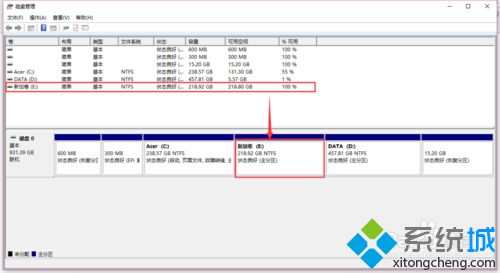 磁盘管理
文件(F) 操作(A) 查看(V) 帮助(H)
卷 布局 类型 文件系统 状态 容量 可用空间 % 可用
简单 基本 状态良好 (... 600 MB 600 MB 100 %
简单 基本 状态良好 (... 300 MB 300 MB 100 %
简单 基本 状态良好 (... 15.20 GB 15.20 GB 100 %
Acer (C:) 简单 基本 NTFS 状态良好 (... 238.57 GB 131.30 GB 55 %
DATA (D:) 简单 基本 NTFS 状态良好 (... 457.81 GB 5.57 GB 1 %
新加卷 (E:) 简单 基本 NTFS 状态良好 (... 218.92 GB 218.80 GB 100 %
磁盘 0
基本
931.39 GB
联机
600 MB
状态良好 (恢复分区
300 MB
状态良好 (EFI 系
Acer (C:)
238.57 GB NTFS
状态良好 (启动, 页面文件, 故障转储, 主
新加卷 (E:)
218.92 GB NTFS
状态良好 (主分区)
DATA (D:)
457.81 GB NTFS
状态良好 (主分区)
15.20 GB
状态良好 (恢复分区)
未分配 主分区
系统城
xitongcheng.com